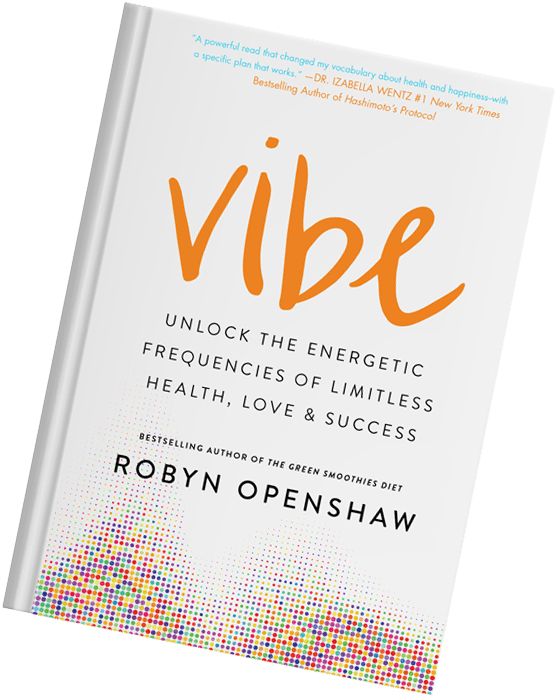 "A powerful read that changed my vocabulary about health and happiness-with
a specific plan that works." —DR. IZABELLA WENTZ #1 New York Times
Bestselling Author of Hashimoto's Protocol
vibe
UNLOCK THE ENERGETIC
FREQUENCIES OF LIMITLESS
HEALTH, LOVE & SUCCESS
BESTSELLING AUTHOR OF THE GREEN SMOOTHIES DIET
ROBYN OPENSHAW